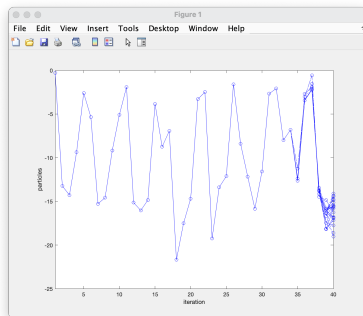 Figure 1
File Edit View Insert Tools Desktop Window Help
0
-5
-10
-15
-20
-25
particles
5 10 15 20 25 30 35 40
iteration